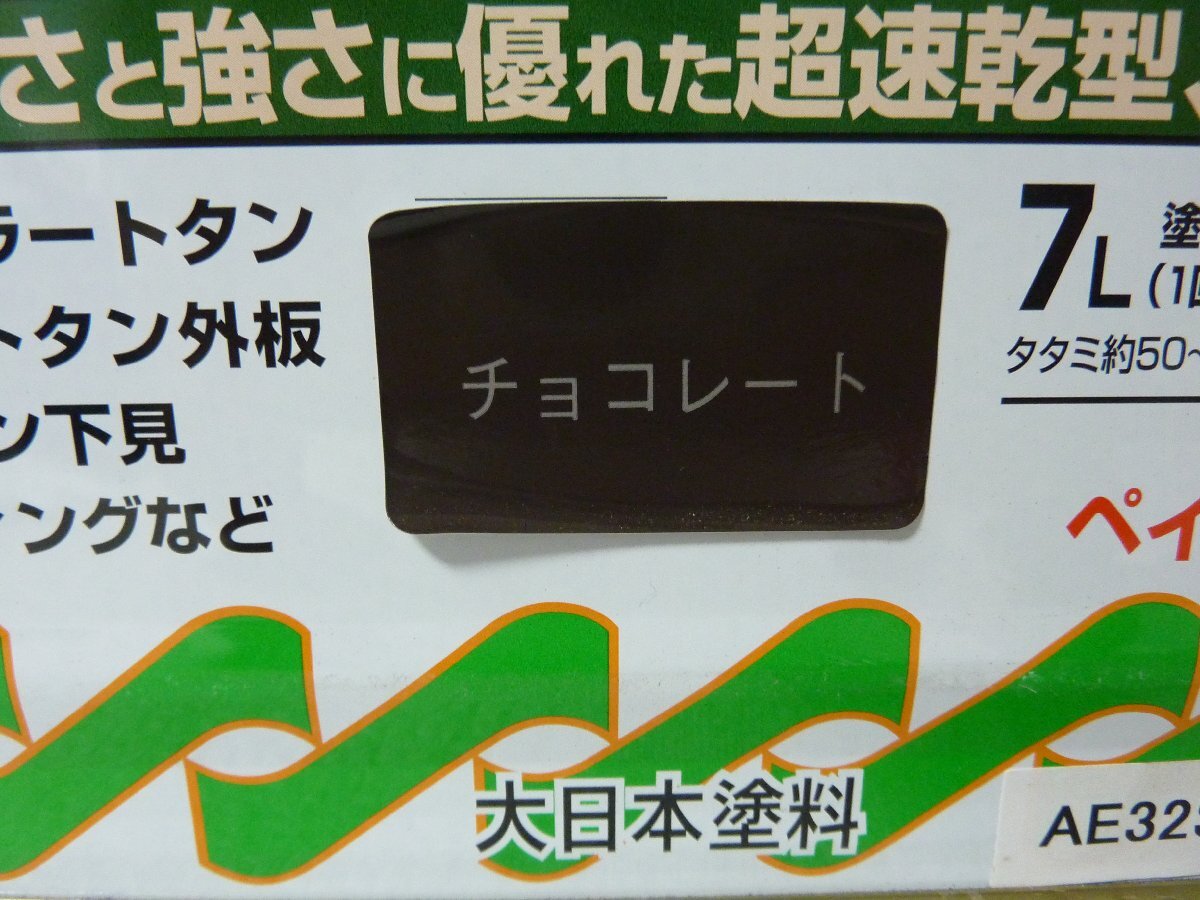 さと強さに優れた超速乾型、
ラートタン
トタン外板
ン下見
ィングなど
チョコレート
7L
塗
(1回
タタミ約50~
ペイ
大日本塗料
AE32